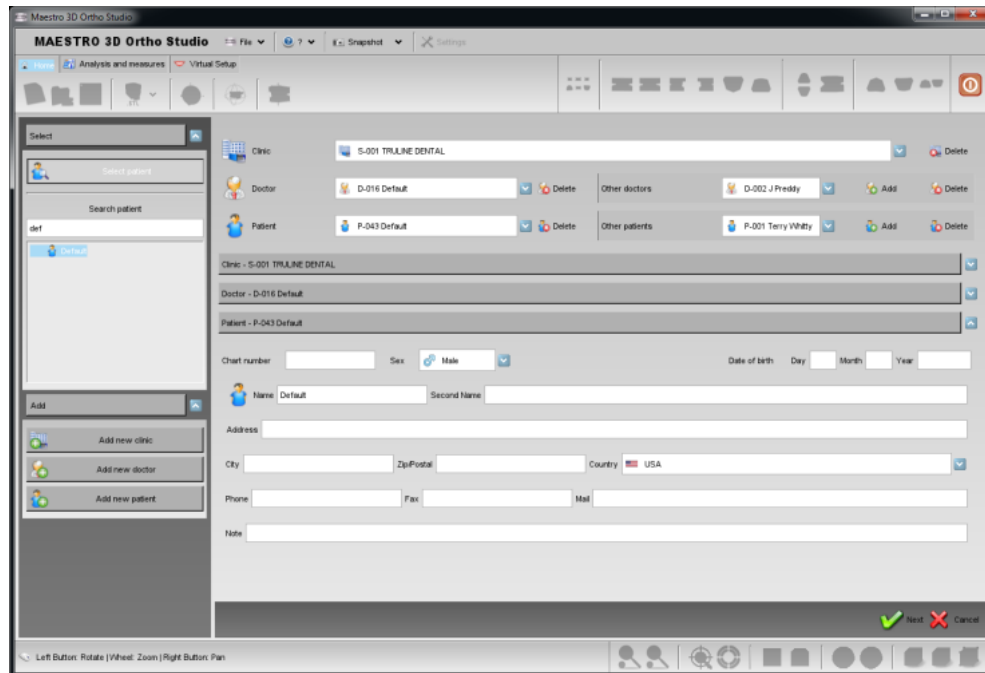 Maestro 3D Ortho Studio
MAESTRO 3D Ortho Studio File ? Snapshot Settings
Home Analysis and measures Virtual Setup
Select
Select patient
Search patient
def
Default
Clinic S-001 TRULINE DENTAL Delete
Doctor D-016 Default Delete Other doctors D-002 J Preddy Add Delete
Patient P-043 Default Delete Other patients P-001 Terry Whitty Add Delete
Clinic - S-001 TRULINE DENTAL
Doctor - D-016 Default
Patient - P-043 Default
Chart number Sex Male Date of birth Day Month Year
Name Default Second Name
Address
City Zip/Postal Country USA
Phone Fax Mail
Note
Add
Add new clinic
Add new doctor
Add new patient
Next Cancel
Left Button: Rotate | Wheel: Zoom | Right Button: Pan